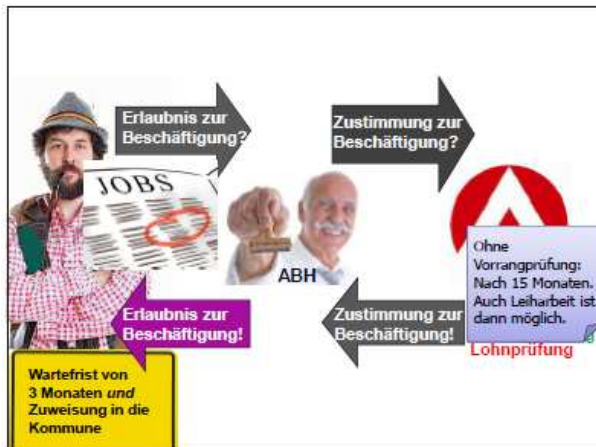 Erlaubnis zur
Beschäftigung?
Zustimmung zur
Beschäftigung?
JOBS
ABH
Ohne
Vorrangprüfung:
Nach 15 Monaten.
Auch Leiharbeit ist
dann möglich.
Erlaubnis zur
Beschäftigung!
Zustimmung zur
Beschäftigung!
Lohnprüfung
Wartefrist von
3 Monaten und
Zuweisung in die
Kommune